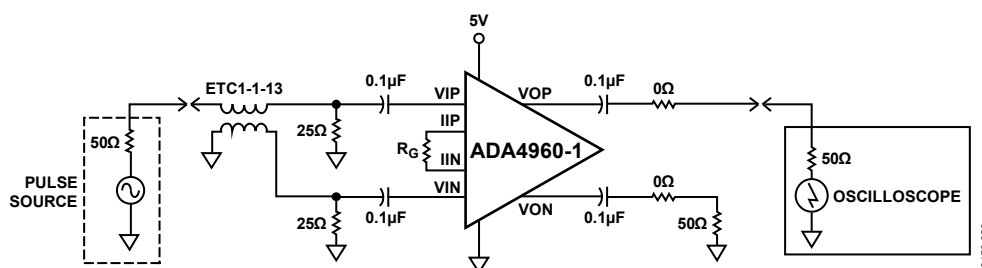 5V
ETC1-1-13
0.1µF
VIP
VOP
0.1µF
0Ω
50Ω
25Ω
IIP
R_G
IIN
ADA4960-1
50Ω
PULSE
SOURCE
VIN
0Ω
OSCILLOSCOPE
25Ω
0.1µF
VON
0.1µF
50Ω